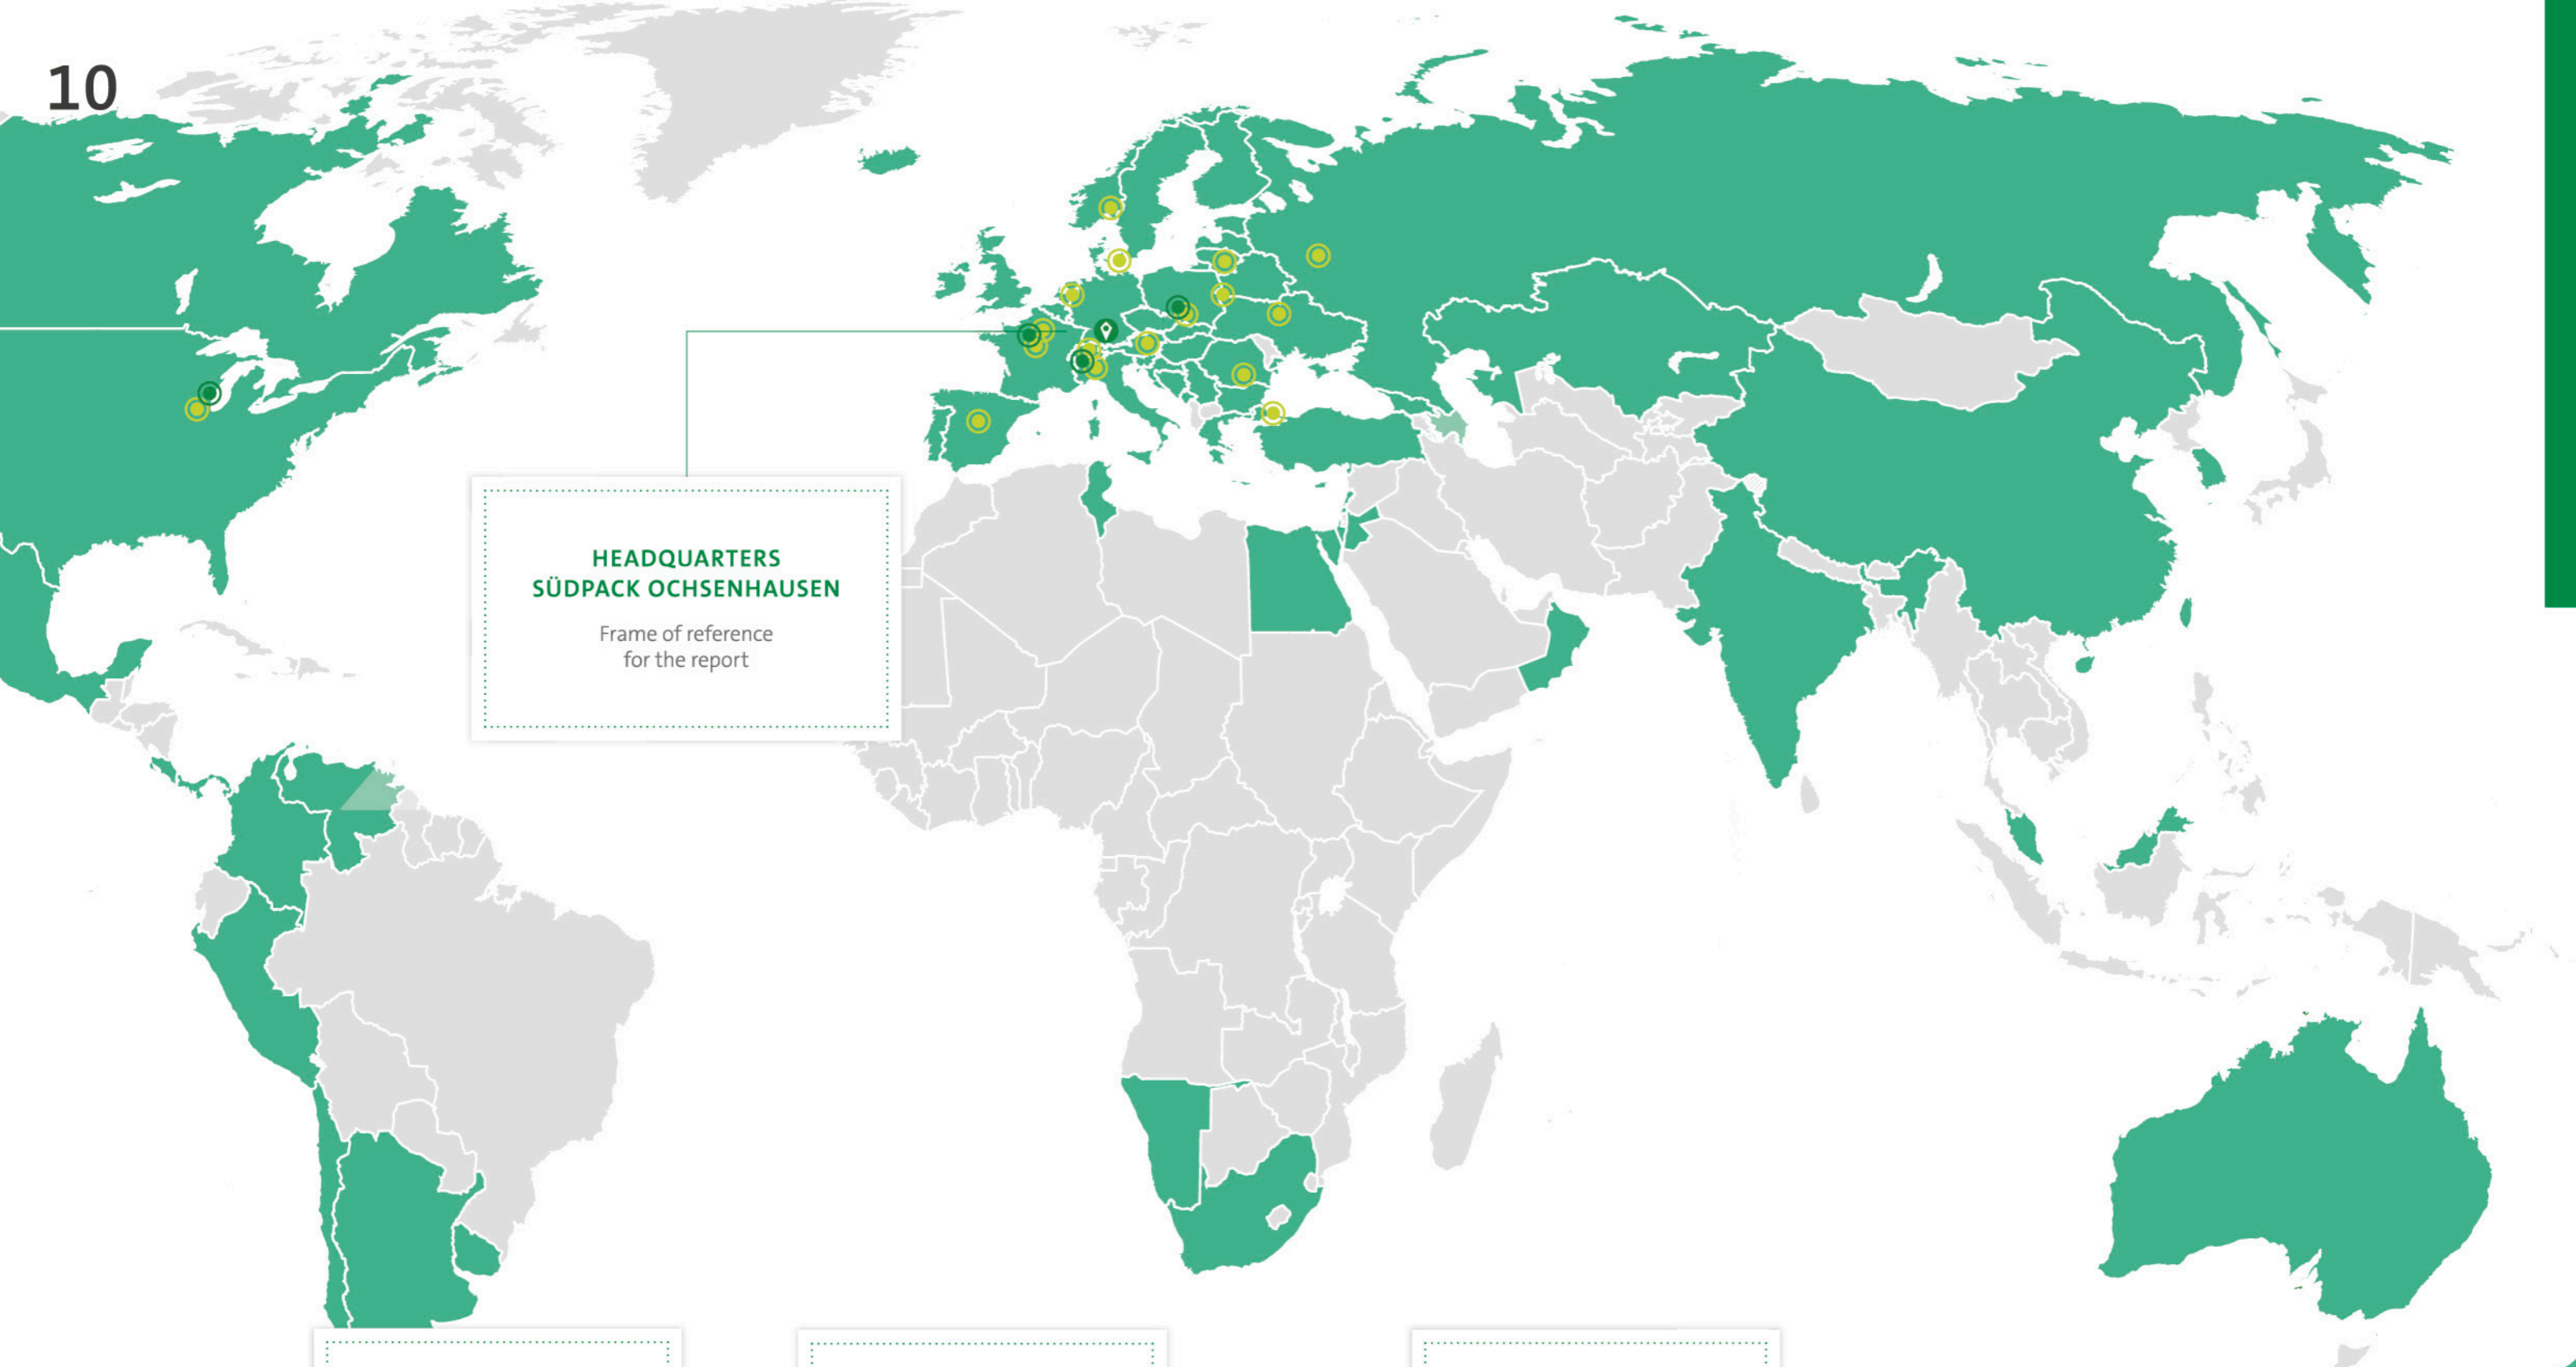 10
HEADQUARTERS
SÜDPACK OCHSENHAUSEN
Frame of reference
for the report